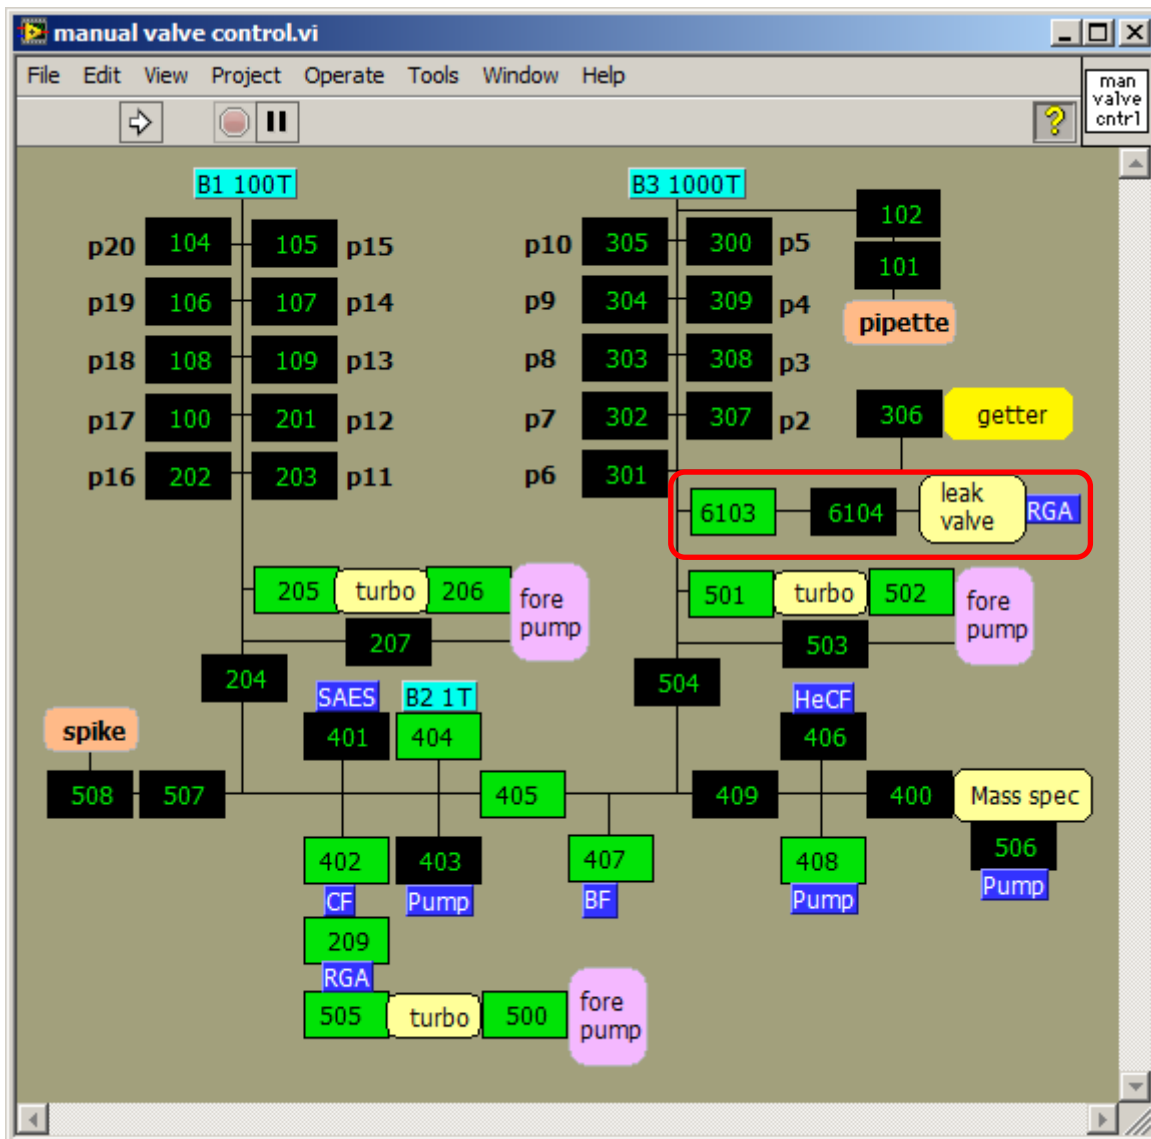 manual valve control.vi
File Edit View Project Operate Tools Window Help
man
valve
cntrl
?
B1 100T B3 1000T
102
p20 104 105 p15 p10 305 300 p5
101
p19 106 107 p14 p9 304 309 p4
pipette
p18 108 109 p13 p8 303 308 p3
p17 100 201 p12 p7 302 307 p2 306 getter
p16 202 203 p11 p6 301
6103 6104 leak
valve RGA
205 turbo 206 fore
pump
207
501 turbo 502 fore
pump
503
204 504
SAES B2 1T HeCF
spike 401 404 406
508 507 405 409 400 Mass spec
402 403 407 408 506
CF Pump BF Pump Pump
209
RGA
505 turbo 500 fore
pump